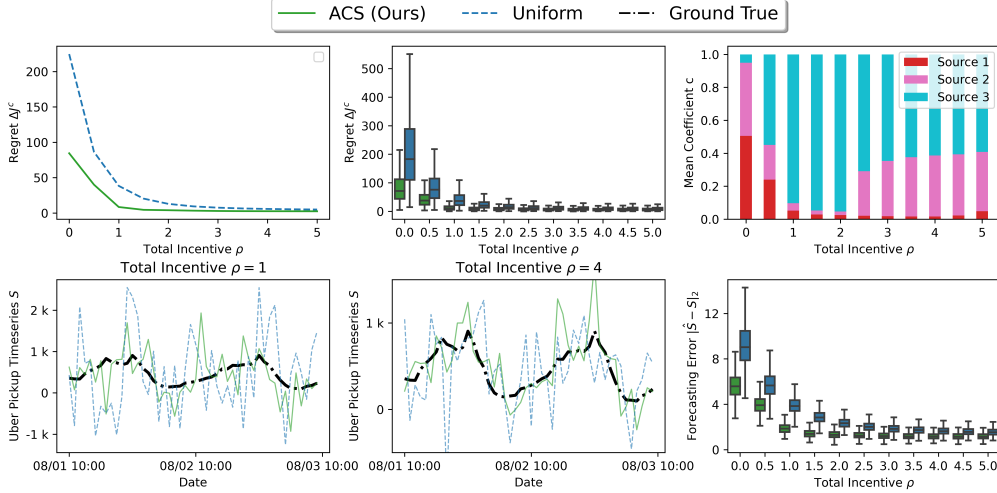 ACS (Ours) Uniform Ground True
Regret ΔJᶜ
200
150
100
50
0
0 1 2 3 4 5
Total Incentive ρ
Regret ΔJᶜ
500
400
300
200
100
0
0.0 0.5 1.0 1.5 2.0 2.5 3.0 3.5 4.0 4.5 5.0
Total Incentive ρ
Mean Coefficient c
1.0
0.8
0.6
0.4
0.2
0.0
Source 1
Source 2
Source 3
0 1 2 3 4 5
Total Incentive ρ
Total Incentive ρ = 1
Uber Pickup Timeseries S
2 k
1 k
0
-1 k
08/01 10:00 08/02 10:00 08/03 10:00
Date
Total Incentive ρ = 4
Uber Pickup Timeseries S
1 k
0
08/01 10:00 08/02 10:00 08/03 10:00
Date
Forecasting Error |Ŝ − S|₂
12
8
4
0
0.0 0.5 1.0 1.5 2.0 2.5 3.0 3.5 4.0 4.5 5.0
Total Incentive ρ